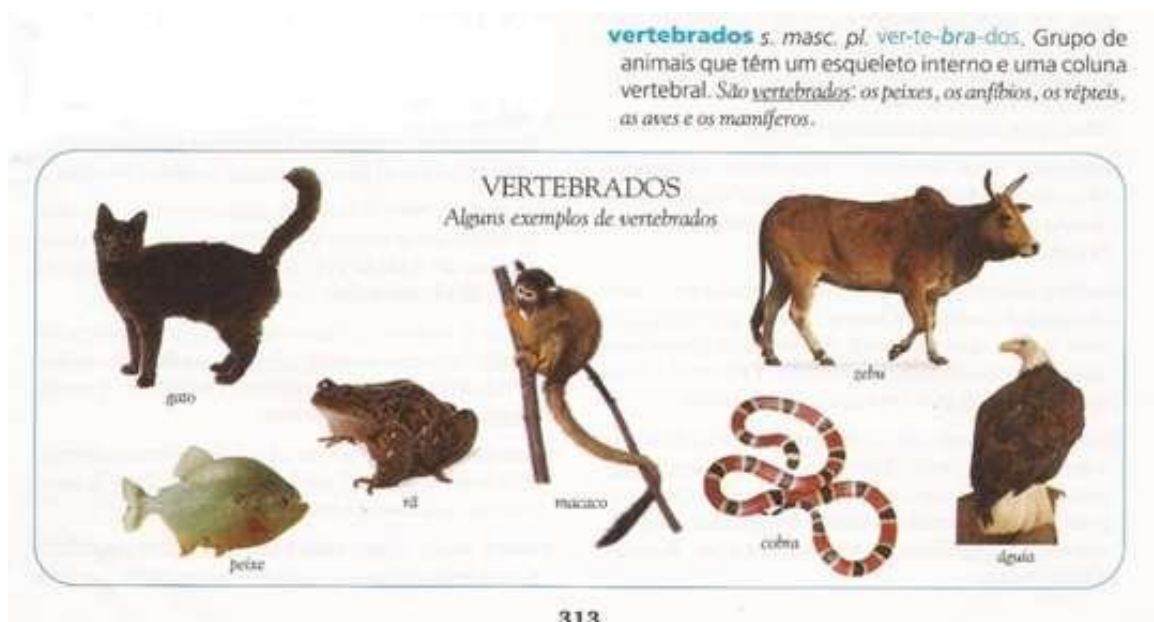 vertebrados s. masc. pl. ver-te-bra-dos. Grupo de
animais que têm um esqueleto interno e uma coluna
vertebral. São vertebrados: os peixes, os anfíbios, os répteis,
as aves e os mamíferos.
VERTEBRADOS
Alguns exemplos de vertebrados
gato
zebu
rã
macaco
peixe
cobra
águia
313